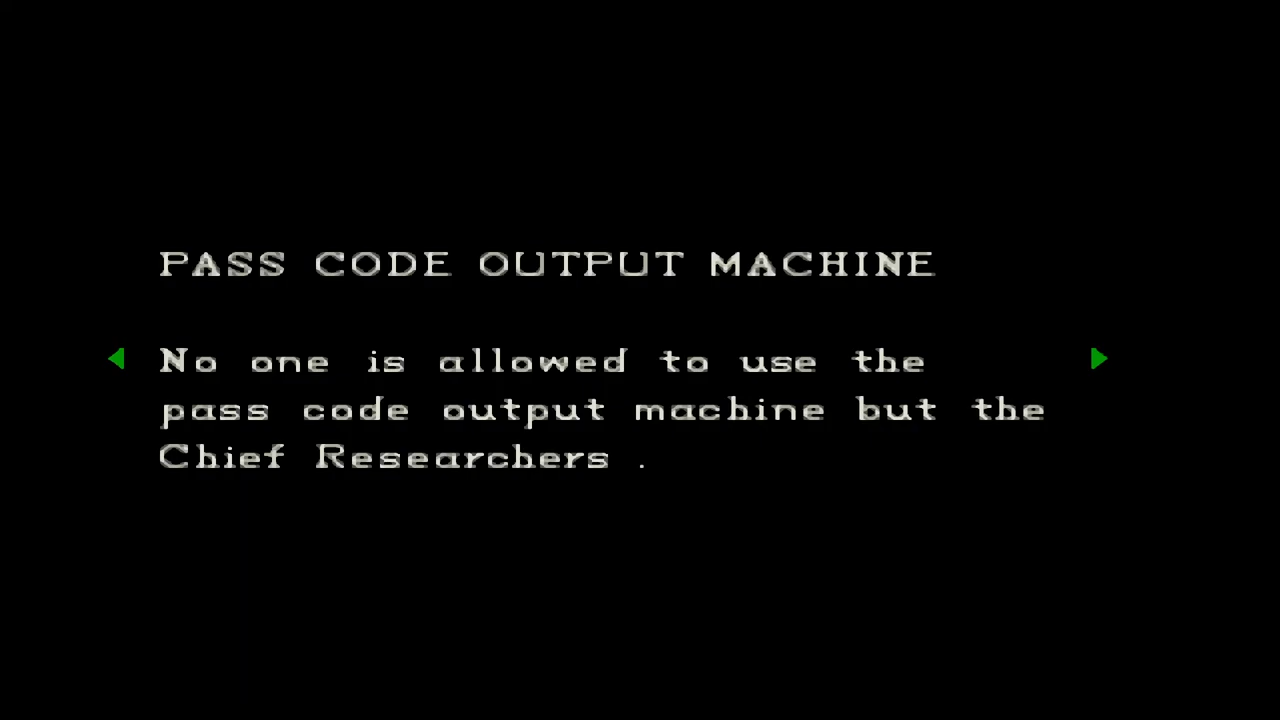 PASS CODE OUTPUT MACHINE
No one is allowed to use the
pass code output machine but the
Chief Researchers .